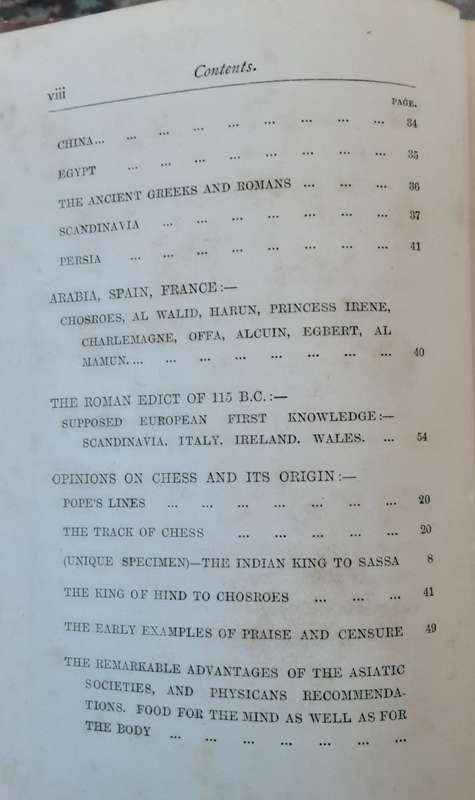 viii Contents.
PAGE.
CHINA... ... ... ... ... ... ... ... ... 34
EGYPT ... ... ... ... ... ... ... 35
THE ANCIENT GREEKS AND ROMANS ... ... ... 36
SCANDINAVIA ... ... ... ... ... ... ... 37
PERSIA ... ... ... ... ... ... ... ... 41
ARABIA, SPAIN, FRANCE:—
CHOSROES, AL WALID, HARUN, PRINCESS IRENE,
CHARLEMAGNE, OFFA, ALCUIN, EGBERT, AL
MAMUN. ... ... ... ... ... ... ... ... 40
THE ROMAN EDICT OF 115 B.C.:—
SUPPOSED EUROPEAN FIRST KNOWLEDGE:—
SCANDINAVIA. ITALY. IRELAND. WALES. ... 54
OPINIONS ON CHESS AND ITS ORIGIN:—
POPE'S LINES ... ... ... ... ... ... ... 20
THE TRACK OF CHESS ... ... ... ... ... 20
(UNIQUE SPECIMEN)—THE INDIAN KING TO SASSA 8
THE KING OF HIND TO CHOSROES ... ... ... 41
THE EARLY EXAMPLES OF PRAISE AND CENSURE 49
THE REMARKABLE ADVANTAGES OF THE ASIATIC
SOCIETIES, AND PHYSICANS RECOMMENDA-
TIONS. FOOD FOR THE MIND AS WELL AS FOR
THE BODY ... ... ... ... ... ... ...